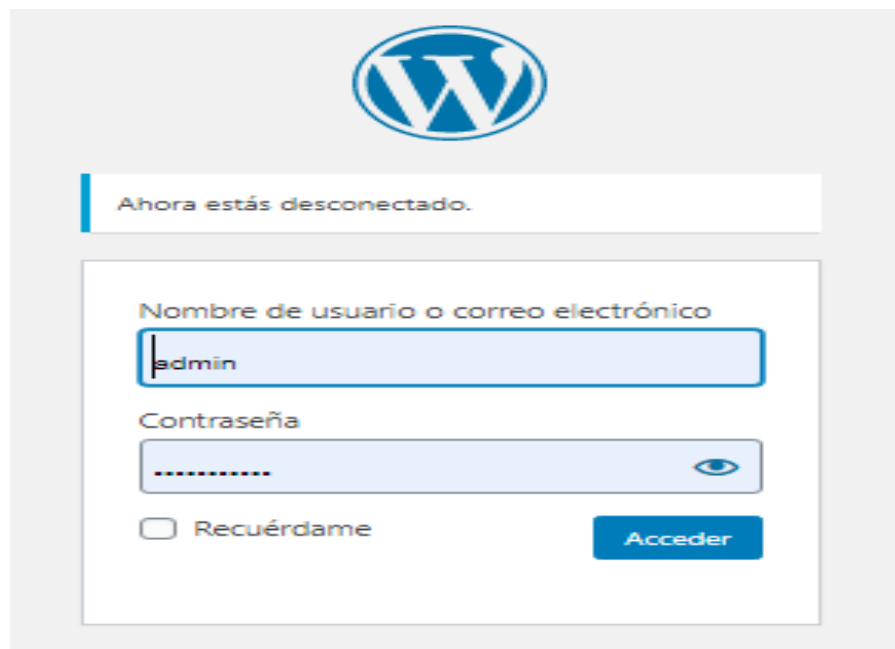 Ahora estás desconectado.
Nombre de usuario o correo electrónico
admin
Contraseña
Recuérdame
Acceder